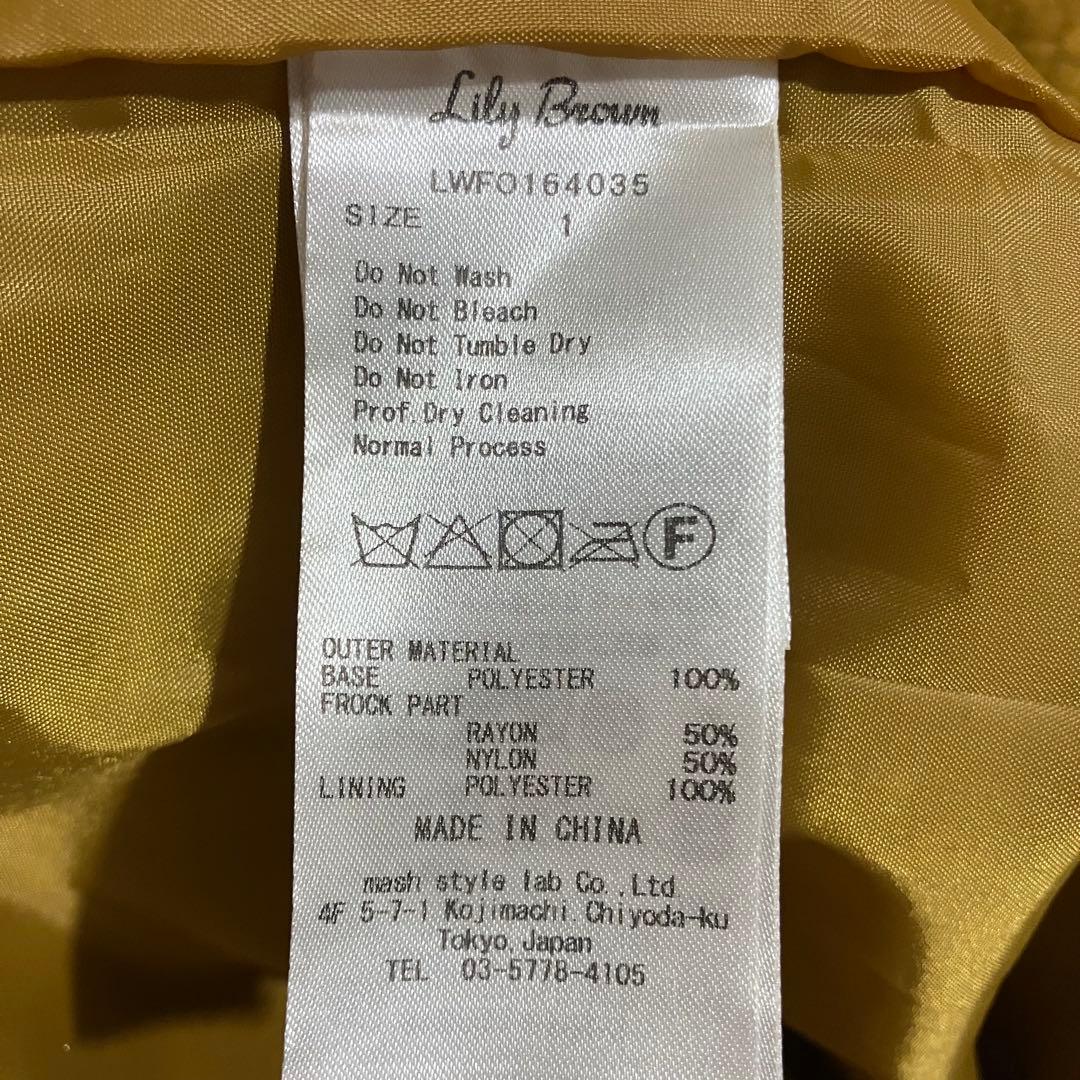 Lily Brown
LWFO164035
SIZE 1
Do Not Wash
Do Not Bleach
Do Not Tumble Dry
Do Not Iron
Prof.Dry Cleaning
Normal Process
F
OUTER MATERIAL
BASE POLYESTER 100%
FROCK PART
RAYON 50%
NYLON 50%
LINING POLYESTER 100%
MADE IN CHINA
mash style lab Co.,Ltd
4F 5-7-1 Kojimachi Chiyoda-ku
Tokyo Japan
TEL 03-5778-4105